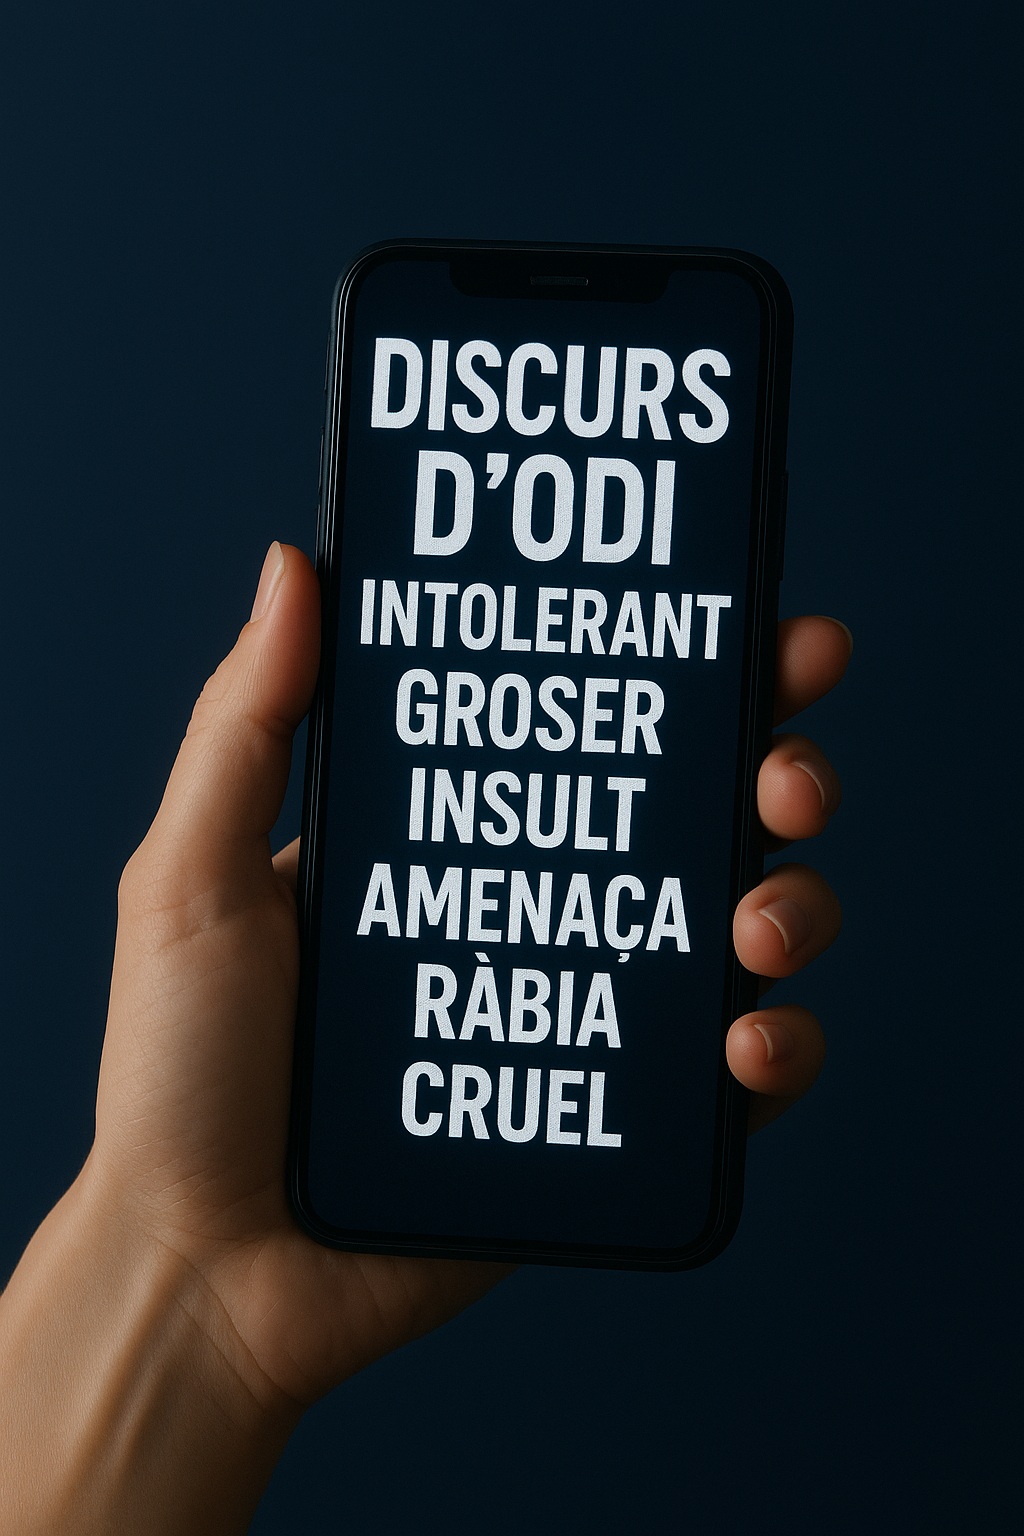 DISCURS
D'ODI
INTOLERANT
GROSER
INSULT
AMENAÇA
RÀBIA
CRUEL